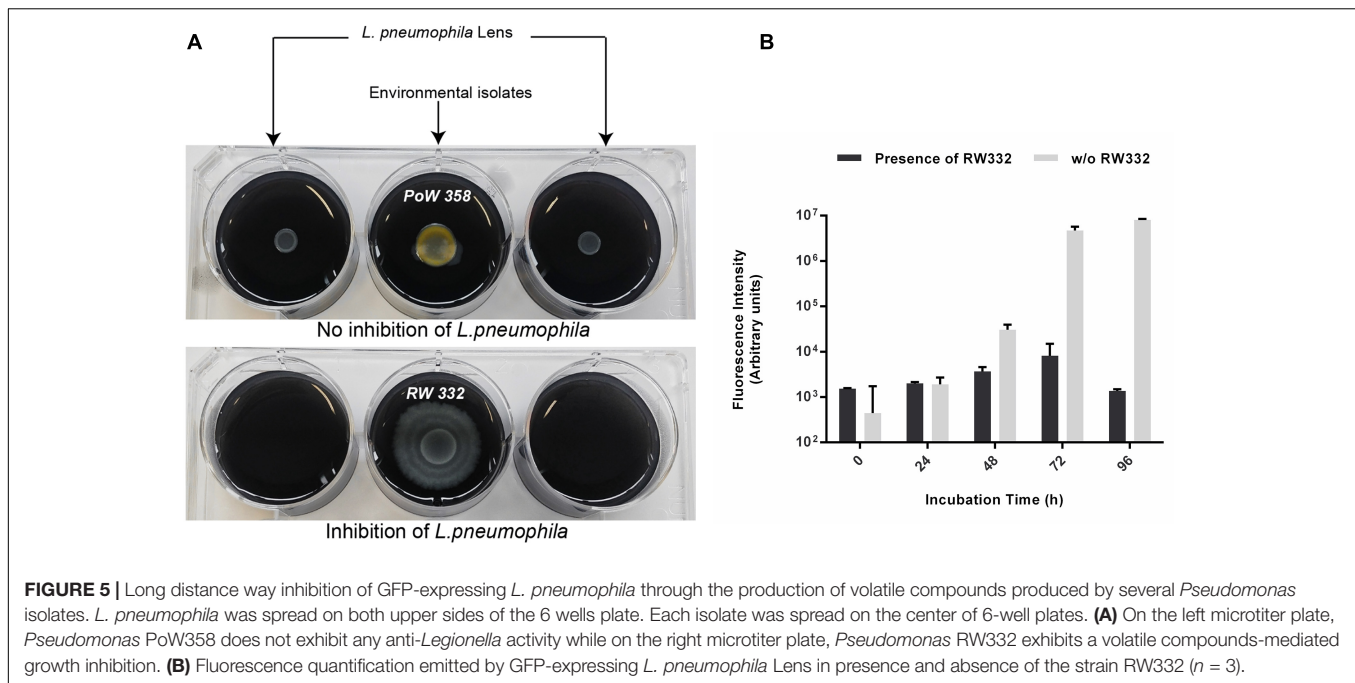 A
L. pneumophila Lens
Environmental isolates
PoW 358
No inhibition of L.pneumophila
RW 332
Inhibition of L.pneumophila
B
Presence of RW332
w/o RW332
Fluorescence Intensity
(Arbitrary units)
10⁷
10⁶
10⁵
10⁴
10³
10²
0
24
48
72
96
Incubation Time (h)
FIGURE 5 | Long distance way inhibition of GFP-expressing L. pneumophila through the production of volatile compounds produced by several Pseudomonas
isolates. L. pneumophila was spread on both upper sides of the 6 wells plate. Each isolate was spread on the center of 6-well plates. (A) On the left microtiter plate,
Pseudomonas PoW358 does not exhibit any anti-Legionella activity while on the right microtiter plate, Pseudomonas RW332 exhibits a volatile compounds-mediated
growth inhibition. (B) Fluorescence quantification emitted by GFP-expressing L. pneumophila Lens in presence and absence of the strain RW332 (n = 3).